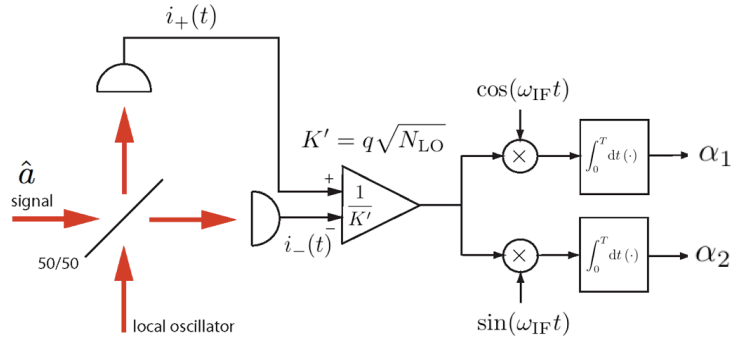 i₊(t)
cos(ω_IF t)
K′ = q√N_LO
∫₀ᵀ dt (·)
α₁
â
signal
+
1
K′
×
50/50
i₋(t)
−
×
∫₀ᵀ dt (·)
α₂
local oscillator
sin(ω_IF t)